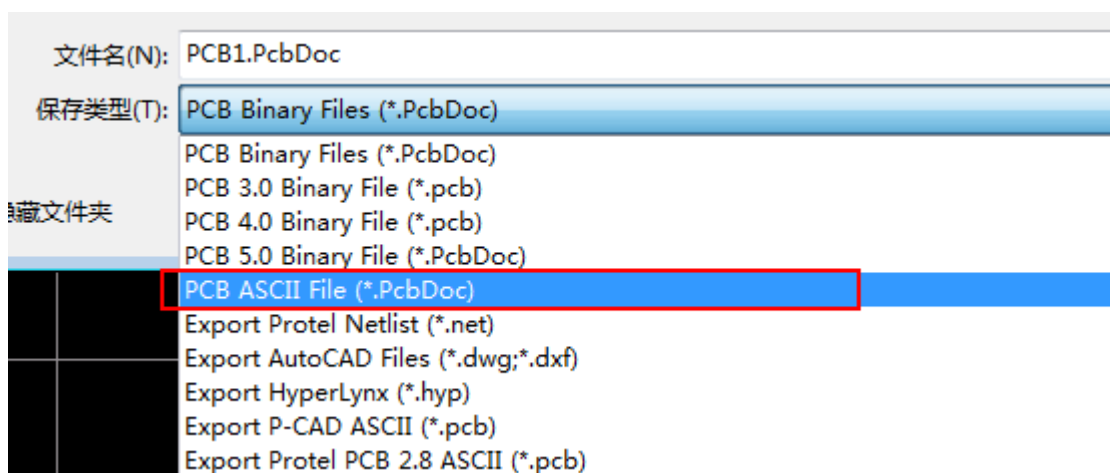 文件名(N): PCB1.PcbDoc
保存类型(T): PCB Binary Files (*.PcbDoc)
PCB Binary Files (*.PcbDoc)
PCB 3.0 Binary File (*.pcb)
PCB 4.0 Binary File (*.pcb)
藏文件夹
PCB 5.0 Binary File (*.PcbDoc)
PCB ASCII File (*.PcbDoc)
Export Protel Netlist (*.net)
Export AutoCAD Files (*.dwg;*.dxf)
Export HyperLynx (*.hyp)
Export P-CAD ASCII (*.pcb)
Export Protel PCB 2.8 ASCII (*.pcb)